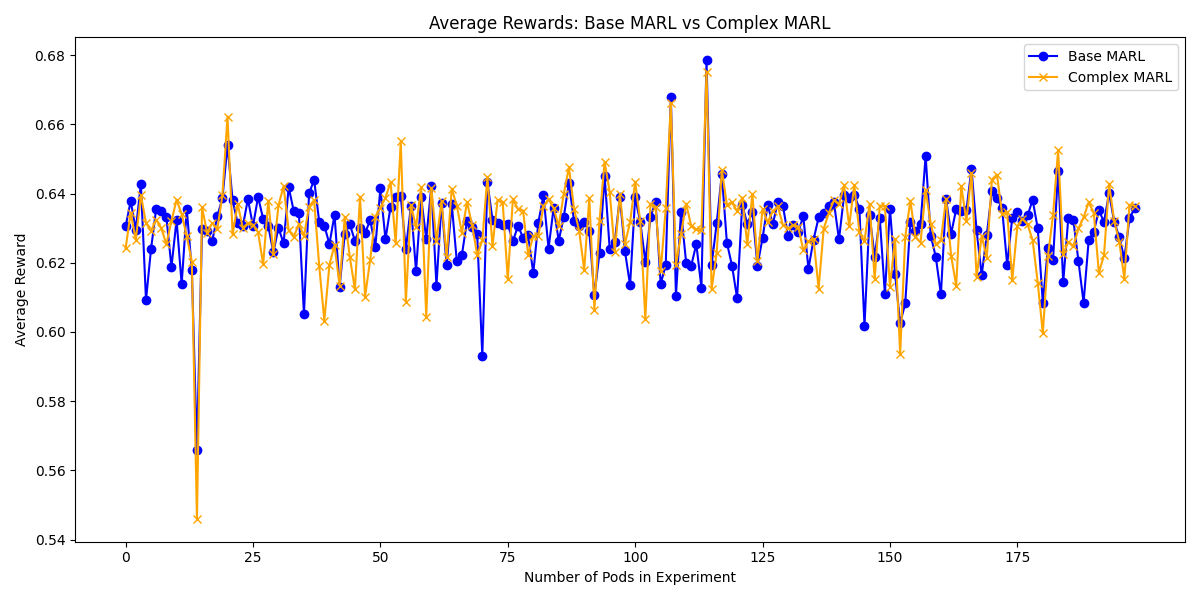 Average Rewards: Base MARL vs Complex MARL
Base MARL
Complex MARL
Average Reward
0.68
0.66
0.64
0.62
0.60
0.58
0.56
0.54
0 25 50 75 100 125 150 175
Number of Pods in Experiment